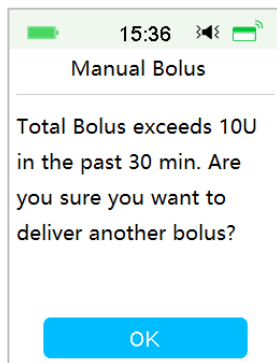 15:36
Manual Bolus
Total Bolus exceeds 10U
in the past 30 min. Are
you sure you want to
deliver another bolus?
OK